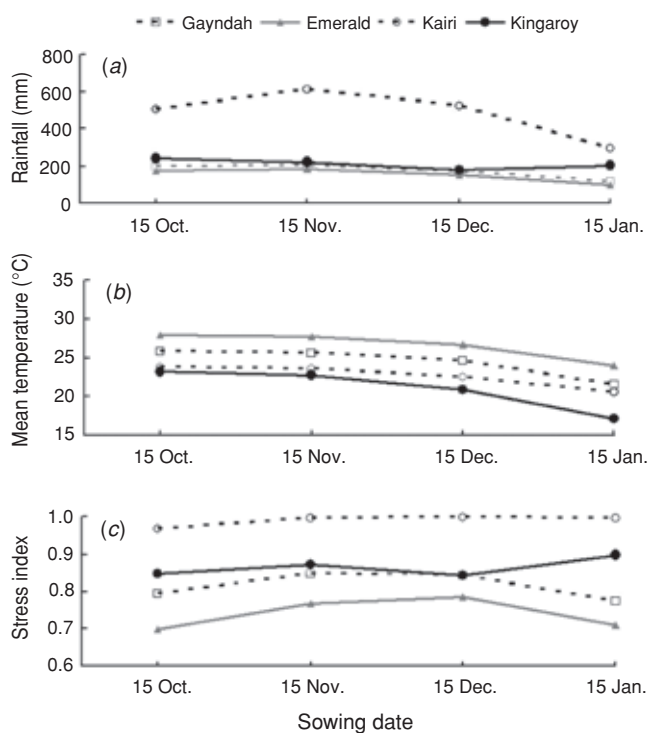 Gayndah Emerald Kairi Kingaroy
(a)
Rainfall (mm)
800
600
400
200
0
15 Oct. 15 Nov. 15 Dec. 15 Jan.
(b)
Mean temperature (°C)
35
30
25
20
15
15 Oct. 15 Nov. 15 Dec. 15 Jan.
(c)
Stress index
1.0
0.9
0.8
0.7
0.6
15 Oct. 15 Nov. 15 Dec. 15 Jan.
Sowing date